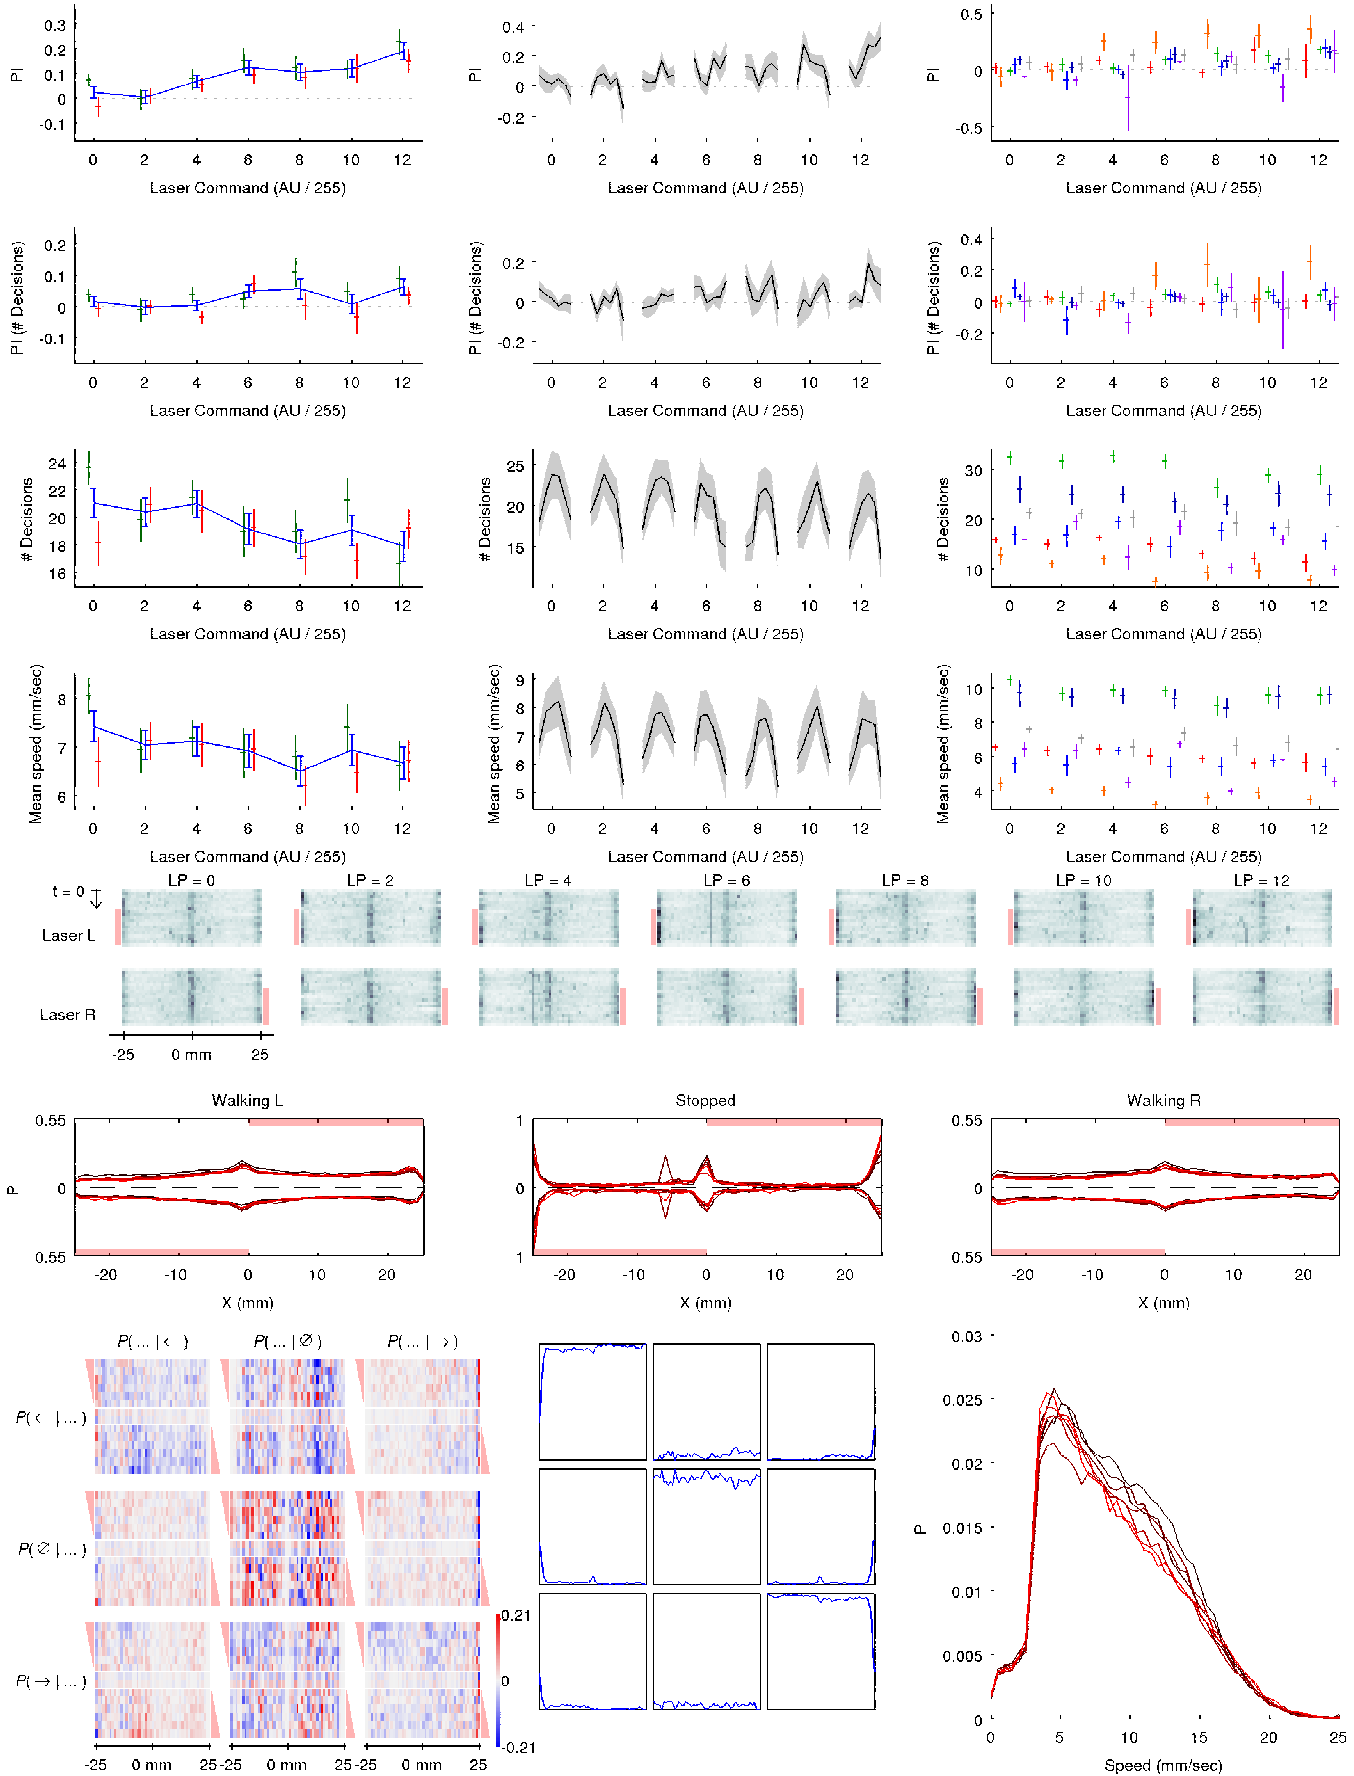 0.3
0.2
0.1
0
-0.1
PI
0 2 4 6 8 10 12
Laser Command (AU / 255)
0.4
0.2
0
-0.2
PI
0 2 4 6 8 10 12
Laser Command (AU / 255)
0.5
0
-0.5
PI
0 2 4 6 8 10 12
Laser Command (AU / 255)
0.2
0.1
0
-0.1
PI (# Decisions)
0 2 4 6 8 10 12
Laser Command (AU / 255)
0.2
0
-0.2
PI (# Decisions)
0 2 4 6 8 10 12
Laser Command (AU / 255)
0.4
0.2
0
-0.2
PI (# Decisions)
0 2 4 6 8 10 12
Laser Command (AU / 255)
24
22
20
18
16
# Decisions
0 2 4 6 8 10 12
Laser Command (AU / 255)
25
20
15
# Decisions
0 2 4 6 8 10 12
Laser Command (AU / 255)
30
20
10
# Decisions
0 2 4 6 8 10 12
Laser Command (AU / 255)
8
7
6
Mean speed (mm/sec)
0 2 4 6 8 10 12
Laser Command (AU / 255)
9
8
7
6
5
Mean speed (mm/sec)
0 2 4 6 8 10 12
Laser Command (AU / 255)
10
8
6
4
Mean speed (mm/sec)
0 2 4 6 8 10 12
Laser Command (AU / 255)
LP = 0 LP = 2 LP = 4 LP = 6 LP = 8 LP = 10 LP = 12
t = 0
Laser L
Laser R
-25 0 mm 25
Walking L
0.55
0
0.55
P
-20 -10 0 10 20
X (mm)
Stopped
1
0
1
-20 -10 0 10 20
X (mm)
Walking R
0.55
0
0.55
-20 -10 0 10 20
X (mm)
P( ... | ← ) P( ... | ∅ ) P( ... | → )
P( ← | ... )
P( ∅ | ... )
P( → | ... )
0.21
0
-0.21
-25 0 mm 25 -25 0 mm 25 -25 0 mm 25
0.03
0.025
0.02
0.015
0.01
0.005
0
P
0 5 10 15 20 25
Speed (mm/sec)